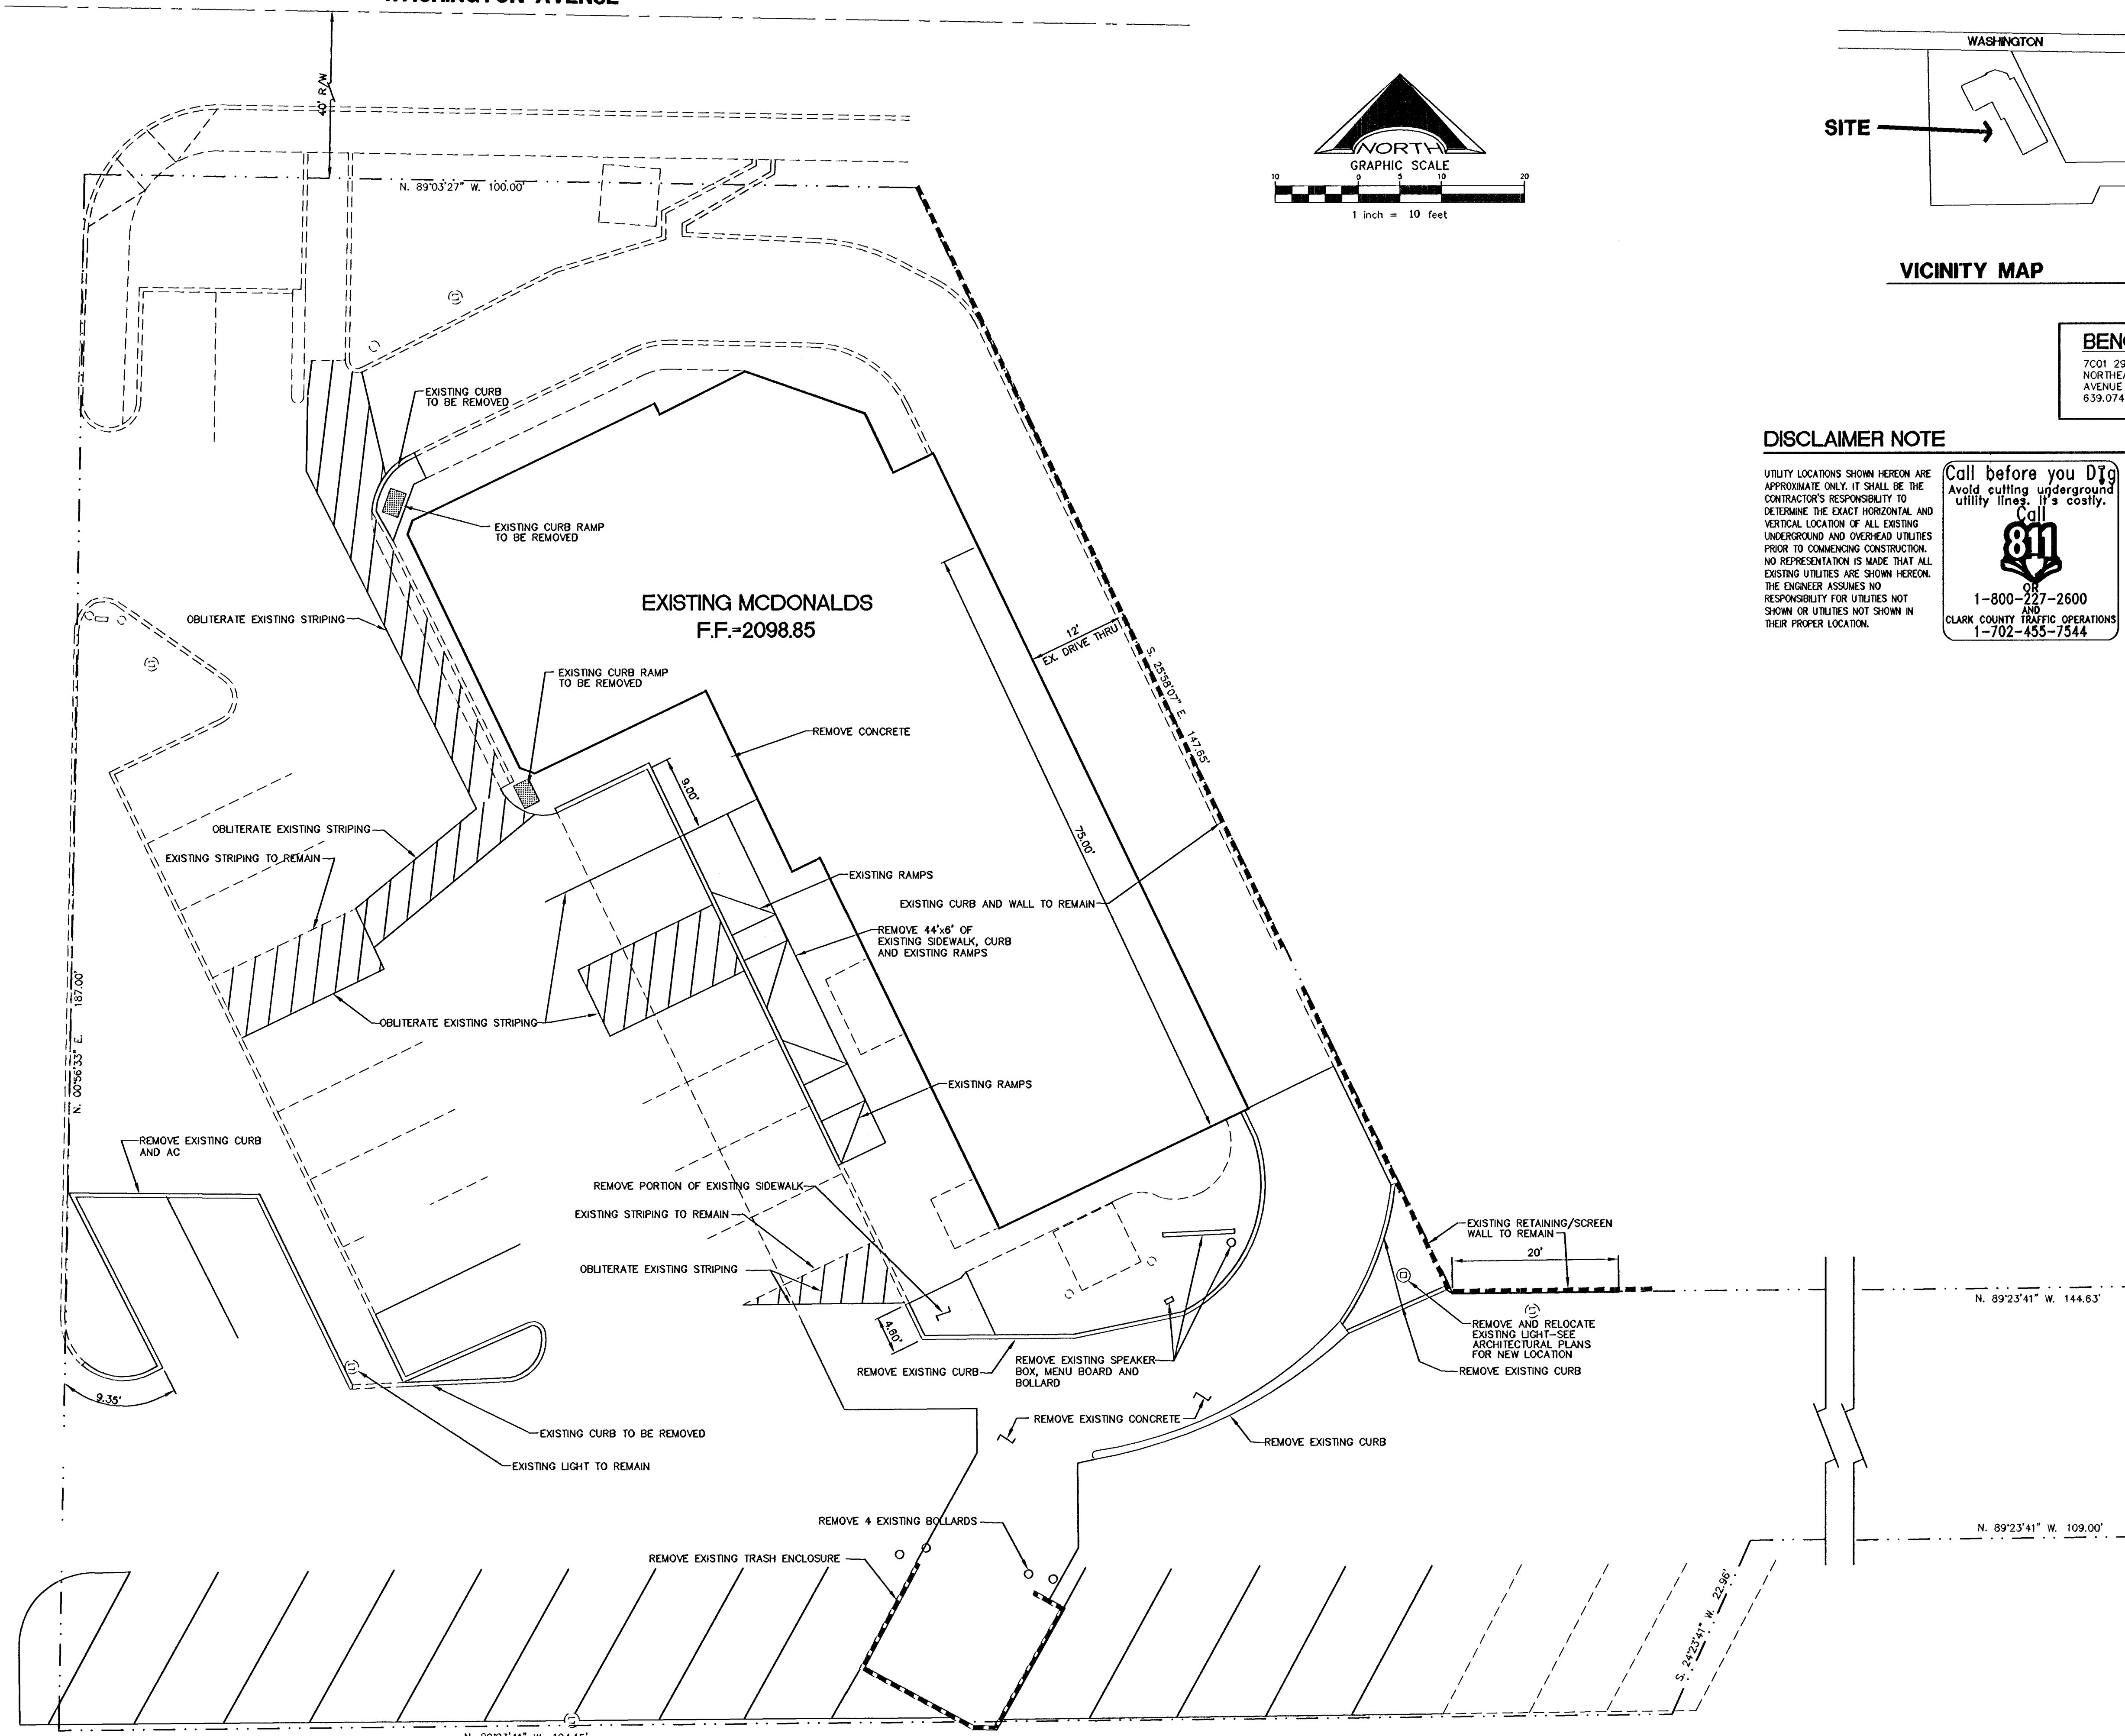 WASHINGTON AVENUE
40' R/W
N. 89°03'27" W. 100.00'
NORTH
GRAPHIC SCALE
10 0 5 10 20
1 inch = 10 feet
WASHINGTON
SITE
VICINITY MAP
7C01 29
AVENUE
639.074
DISCLAIMER NOTE
UTILITY LOCATIONS SHOWN HEREON ARE
APPROXIMATE ONLY. IT SHALL BE THE
CONTRACTOR'S RESPONSIBILITY TO
DETERMINE THE EXACT HORIZONTAL AND
VERTICAL LOCATION OF ALL EXISTING
UNDERGROUND AND OVERHEAD UTILITIES
PRIOR TO COMMENCING CONSTRUCTION.
NO REPRESENTATION IS MADE THAT ALL
EXISTING UTILITIES ARE SHOWN HEREON.
THE ENGINEER ASSUMES NO
RESPONSIBILITY FOR UTILITIES NOT
SHOWN OR UTILITIES NOT SHOWN IN
THEIR PROPER LOCATION.
Call before you Dig
Avoid cutting underground
utility lines. It's costly.
Call
811
OR
1-800-227-2600
AND
CLARK COUNTY TRAFFIC OPERATIONS
1-702-455-7544
EXISTING CURB
TO BE REMOVED
EXISTING CURB RAMP
TO BE REMOVED
EXISTING MCDONALDS
F.F.=2098.85
OBLITERATE EXISTING STRIPING
12'
EX. DRIVE THRU
S. 25°58'07" E. 147.65'
EXISTING CURB RAMP
TO BE REMOVED
REMOVE CONCRETE
9.00'
75.00'
OBLITERATE EXISTING STRIPING
EXISTING STRIPING TO REMAIN
EXISTING RAMPS
EXISTING CURB AND WALL TO REMAIN
REMOVE 44'x6' OF
EXISTING SIDEWALK, CURB
AND EXISTING RAMPS
N. 00°56'33" E. 187.00'
OBLITERATE EXISTING STRIPING
EXISTING RAMPS
REMOVE EXISTING CURB
AND AC
REMOVE PORTION OF EXISTING SIDEWALK
EXISTING STRIPING TO REMAIN
OBLITERATE EXISTING STRIPING
EXISTING RETAINING/SCREEN
WALL TO REMAIN
20'
N. 89°23'41" W. 144.63'
4.60'
REMOVE AND RELOCATE
EXISTING LIGHT-SEE
ARCHITECTURAL PLANS
FOR NEW LOCATION
REMOVE EXISTING CURB
REMOVE EXISTING CURB
REMOVE EXISTING SPEAKER
BOX, MENU BOARD AND
BOLLARD
9.35'
REMOVE EXISTING CONCRETE
EXISTING CURB TO BE REMOVED
REMOVE EXISTING CURB
EXISTING LIGHT TO REMAIN
REMOVE 4 EXISTING BOLLARDS
N. 89°23'41" W. 109.00'
REMOVE EXISTING TRASH ENCLOSURE
S. 24°23'41" W. 22.96'